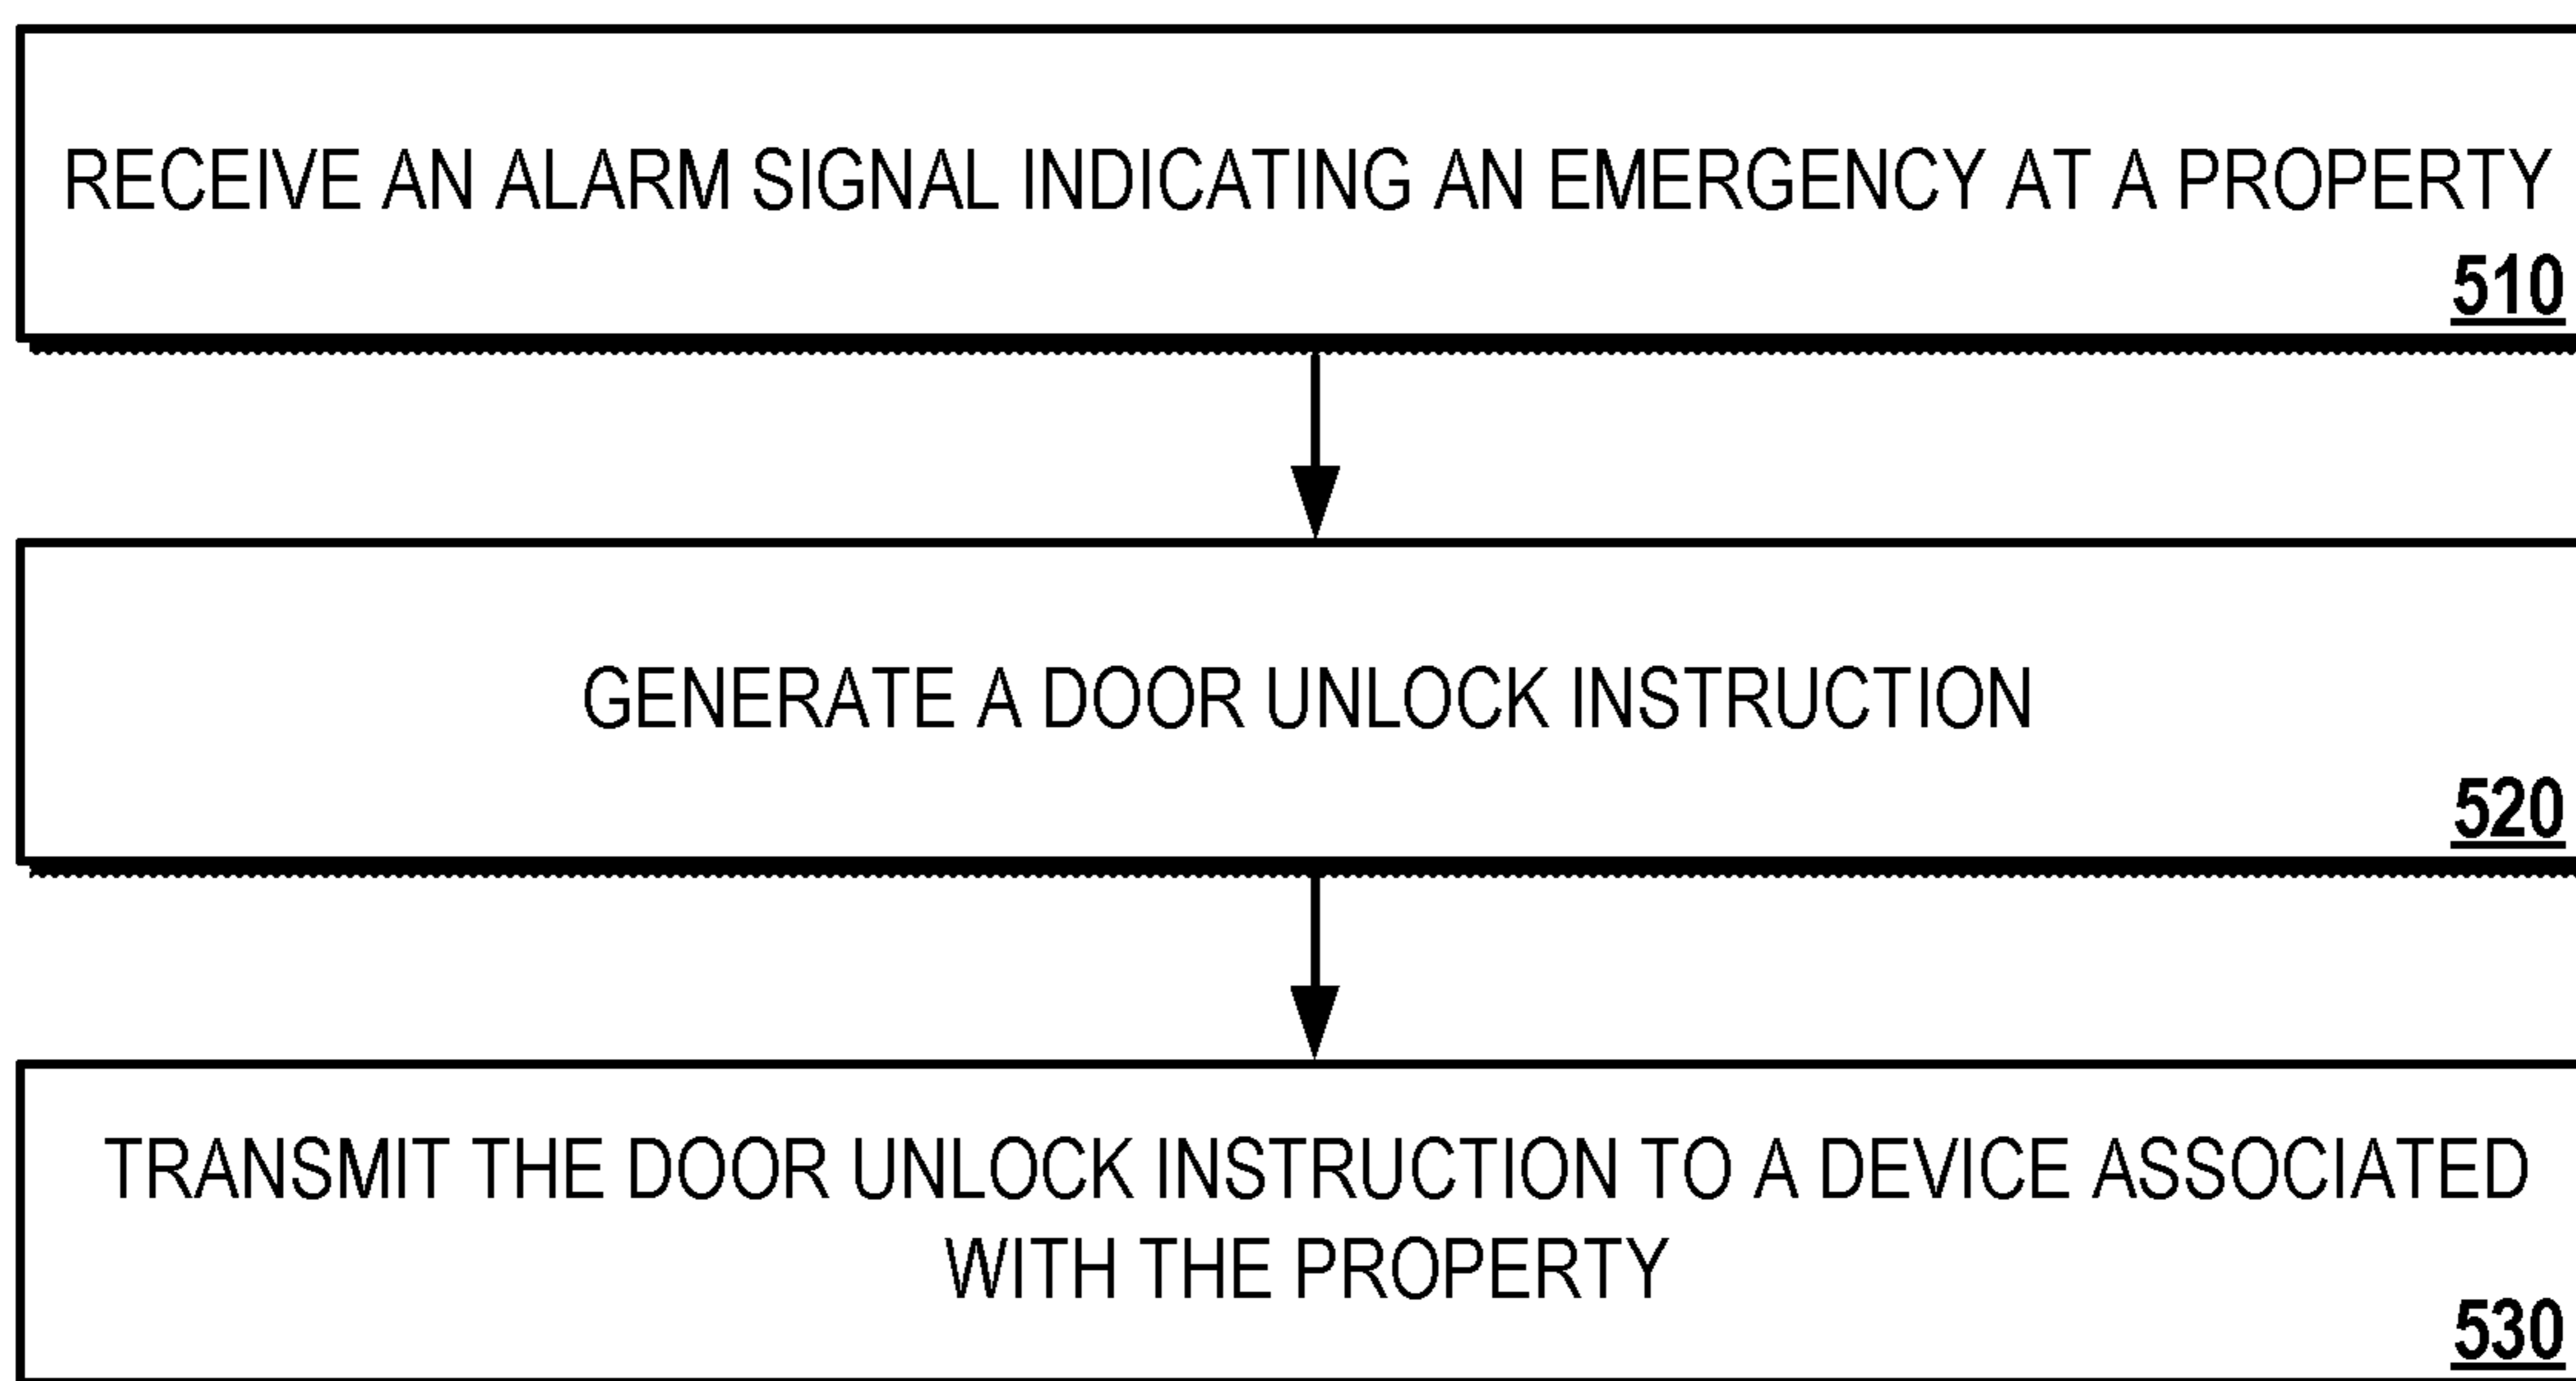 RECEIVE AN ALARM SIGNAL INDICATING AN EMERGENCY AT A PROPERTY
510
GENERATE A DOOR UNLOCK INSTRUCTION
520
TRANSMIT THE DOOR UNLOCK INSTRUCTION TO A DEVICE ASSOCIATED
WITH THE PROPERTY
530